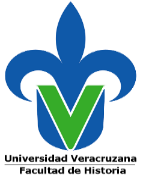 Universidad Veracruzana
Facultad de Historia